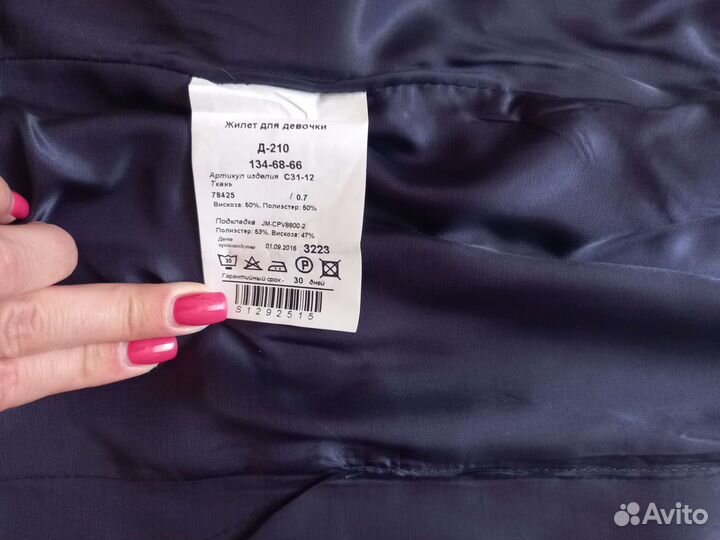 Жилет для девочки
Д-210
134-68-66
Артикул изделия С31-12
Ткань
78425 / 0.7
Вискоза: 50%, Полиэстер: 50%
Подкладка JM-CPV8800-2
Полиэстер: 53%, Вискоза: 47%
Дата
производства 01.09.2016 3223
30 P
Гарантийный срок - 30 дней
S1292515
Avito